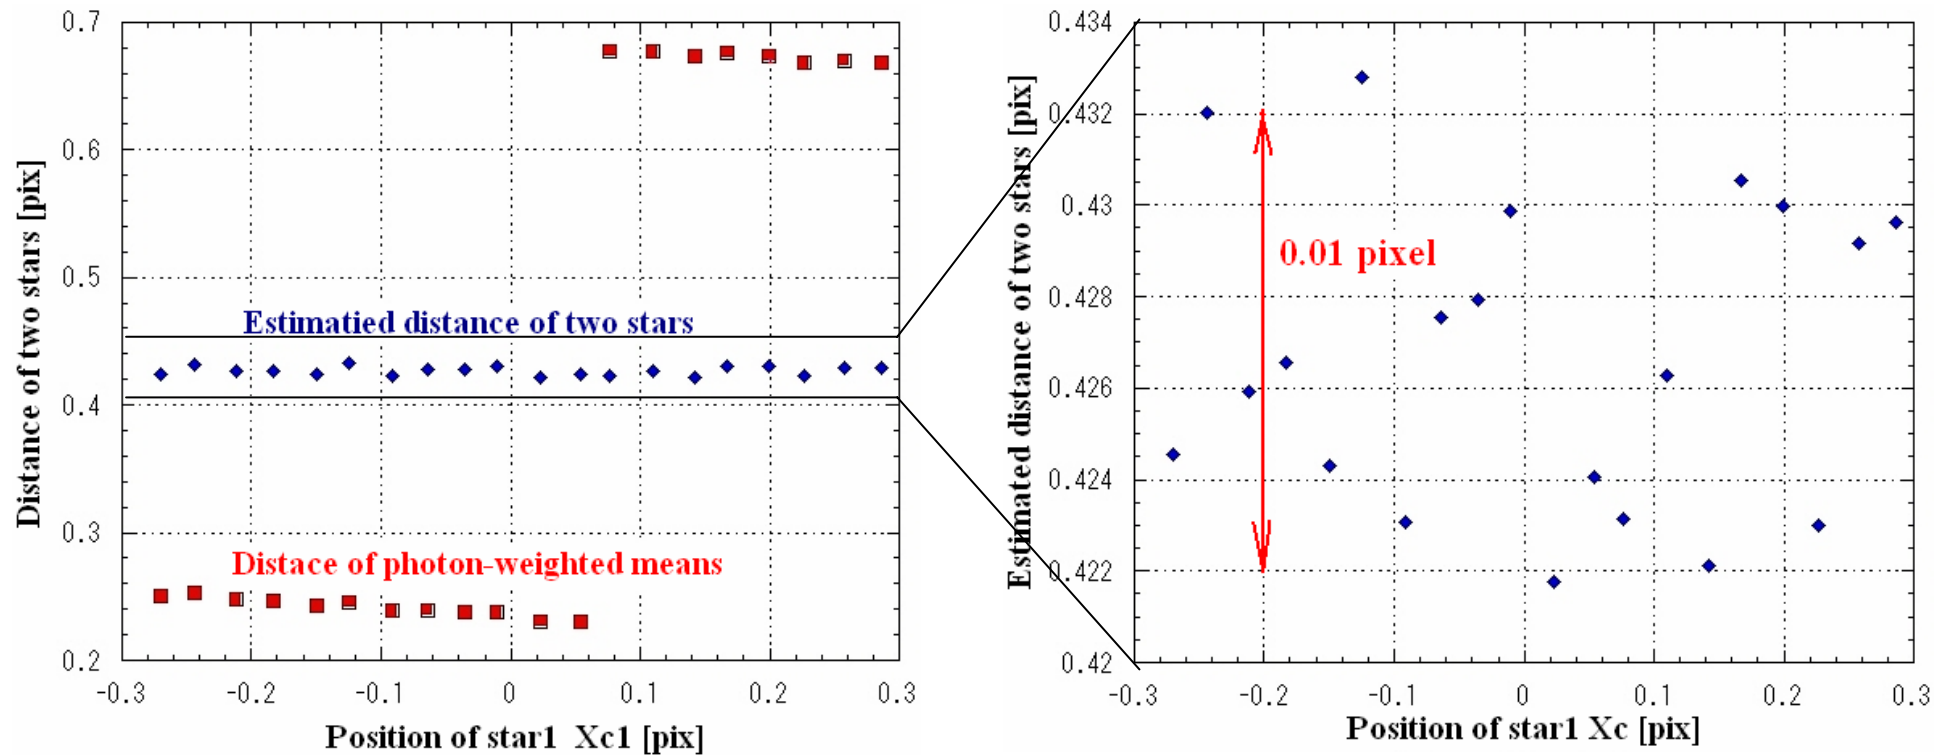 0.7
0.6
0.5
0.4
0.3
0.2
Distance of two stars [pix]
Estimatied distance of two stars
Distace of photon-weighted means
-0.3 -0.2 -0.1 0 0.1 0.2 0.3
Position of star1 Xc1 [pix]
0.434
0.432
0.43
0.428
0.426
0.424
0.422
0.42
Estimated distance of two stars [pix]
0.01 pixel
-0.3 -0.2 -0.1 0 0.1 0.2 0.3
Position of star1 Xc [pix]